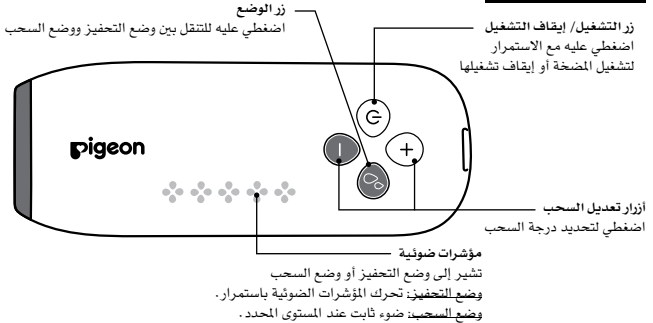 زر الوضع
اضغطي عليه للتنقل بين وضع التحفيز ووضع السحب
زر التشغيل/ إيقاف التشغيل
اضغطي عليه مع الاستمرار
لتشغيل المضخة أو إيقاف تشغيلها
pigeon
أزرار تعديل السحب
اضغطي لتحديد درجة السحب
مؤشرات ضوئية
تشير إلى وضع التحفيز أو وضع السحب
وضع التحفيز: تحرك المؤشرات الضوئية باستمرار.
وضع السحب: ضوء ثابت عند المستوى المحدد.